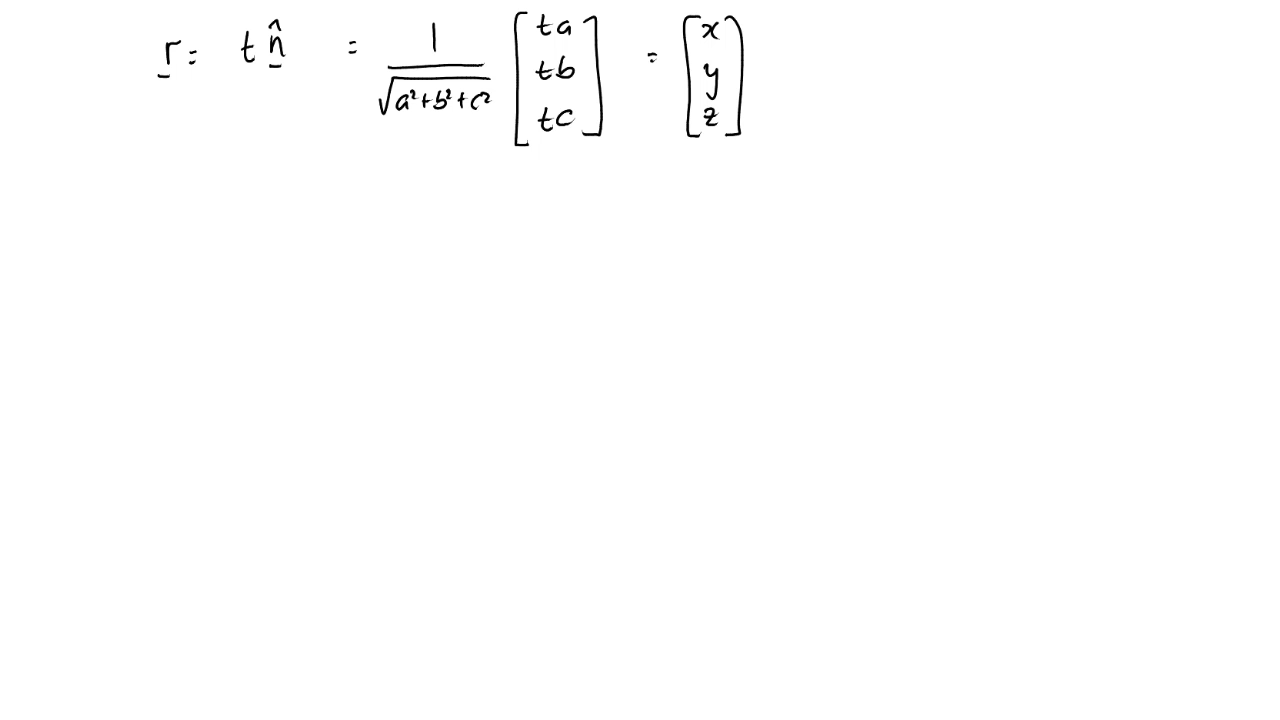 r = t n̂ = 1/√(a²+b²+c²) [ta tb tc] = [x y z]